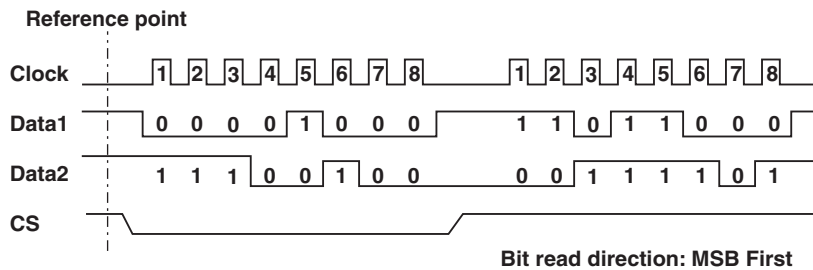 Reference point
Clock 1 2 3 4 5 6 7 8 1 2 3 4 5 6 7 8
Data1 0 0 0 0 1 0 0 0 1 1 0 1 1 0 0 0
Data2 1 1 1 0 0 1 0 0 0 0 1 1 1 1 0 1
CS
Bit read direction: MSB First